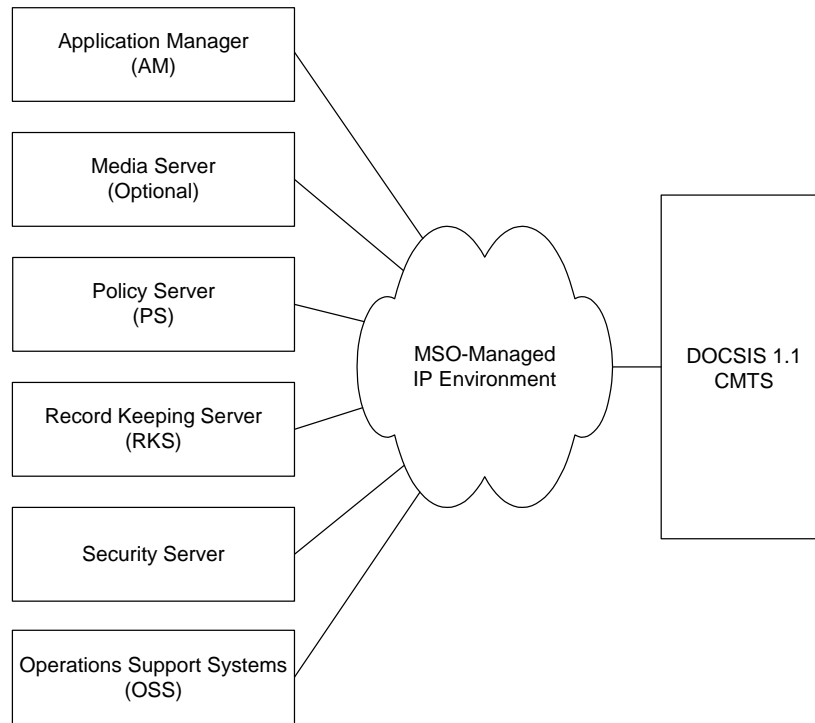 Application Manager
(AM)
Media Server
(Optional)
Policy Server
(PS)
Record Keeping Server
(RKS)
Security Server
Operations Support Systems
(OSS)
MSO-Managed
IP Environment
DOCSIS 1.1
CMTS